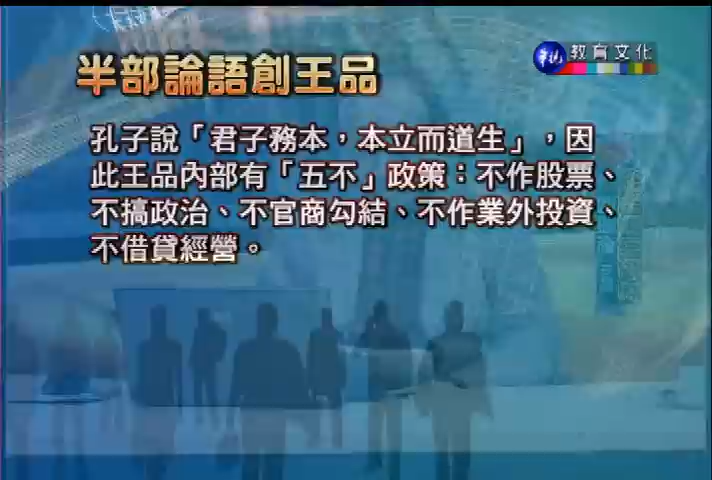 半部論語創王品
華視 教育文化
孔子說「君子務本，本立而道生」，因
此王品內部有「五不」政策：不作股票、
不搞政治、不官商勾結、不作業外投資、
不借貸經營。